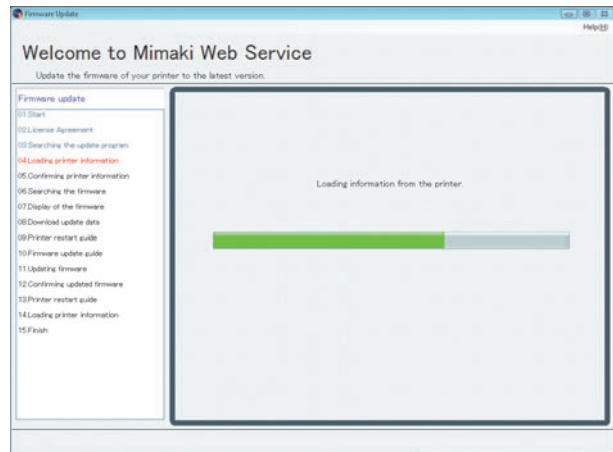 Firmware Update
Help(H)
Welcome to Mimaki Web Service
Update the firmware of your printer to the latest version.
Firmware update
01.Start
02.License Agreement
03.Searching the update program
04.Loading printer information
05.Confirming printer information
06.Searching the firmware
07.Display of the firmware
08.Download update data
09.Printer restart guide
10.Firmware update guide
11.Updating firmware
12.Confirming updated firmware
13.Printer restart guide
14.Loading printer information
15.Finish
Loading information from the printer.